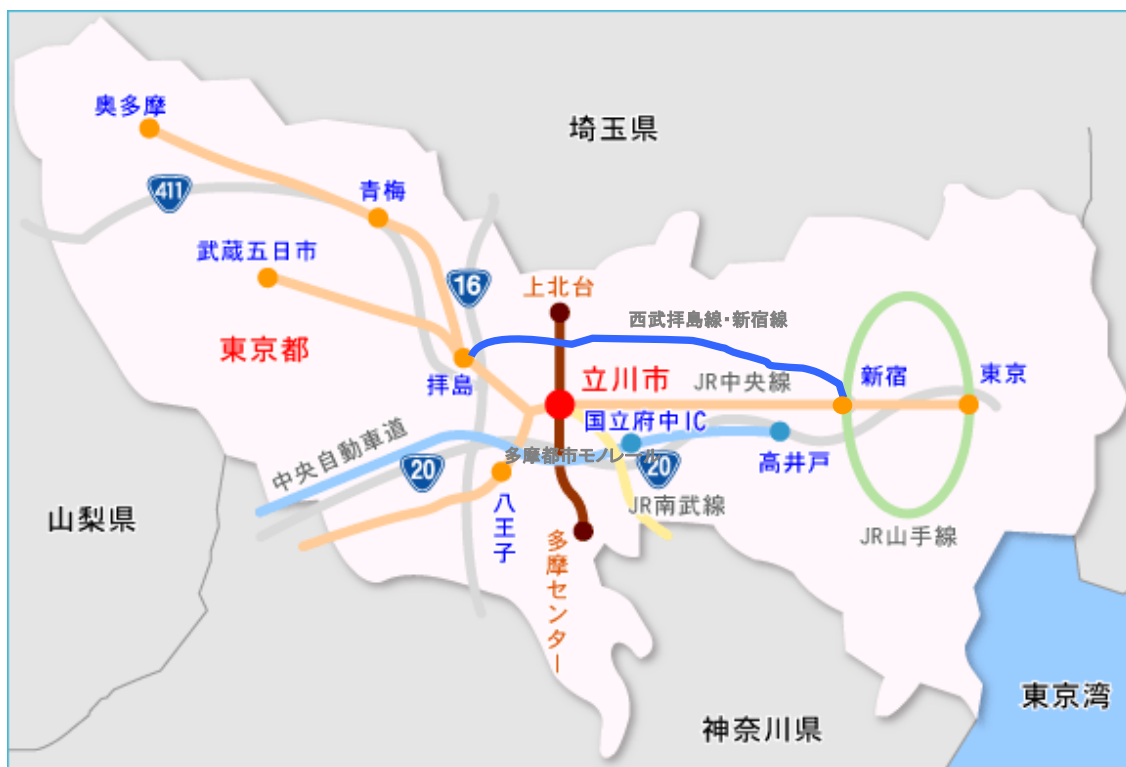 奥多摩
埼玉県
411
青梅
武蔵五日市
16
上北台
西武拝島線・新宿線
東京都
拝島
立川市
JR中央線
新宿
東京
国立府中IC
高井戸
中央自動車道
20
多摩都市モノレール
20
八王子
JR南武線
JR山手線
山梨県
多摩センター
東京湾
神奈川県